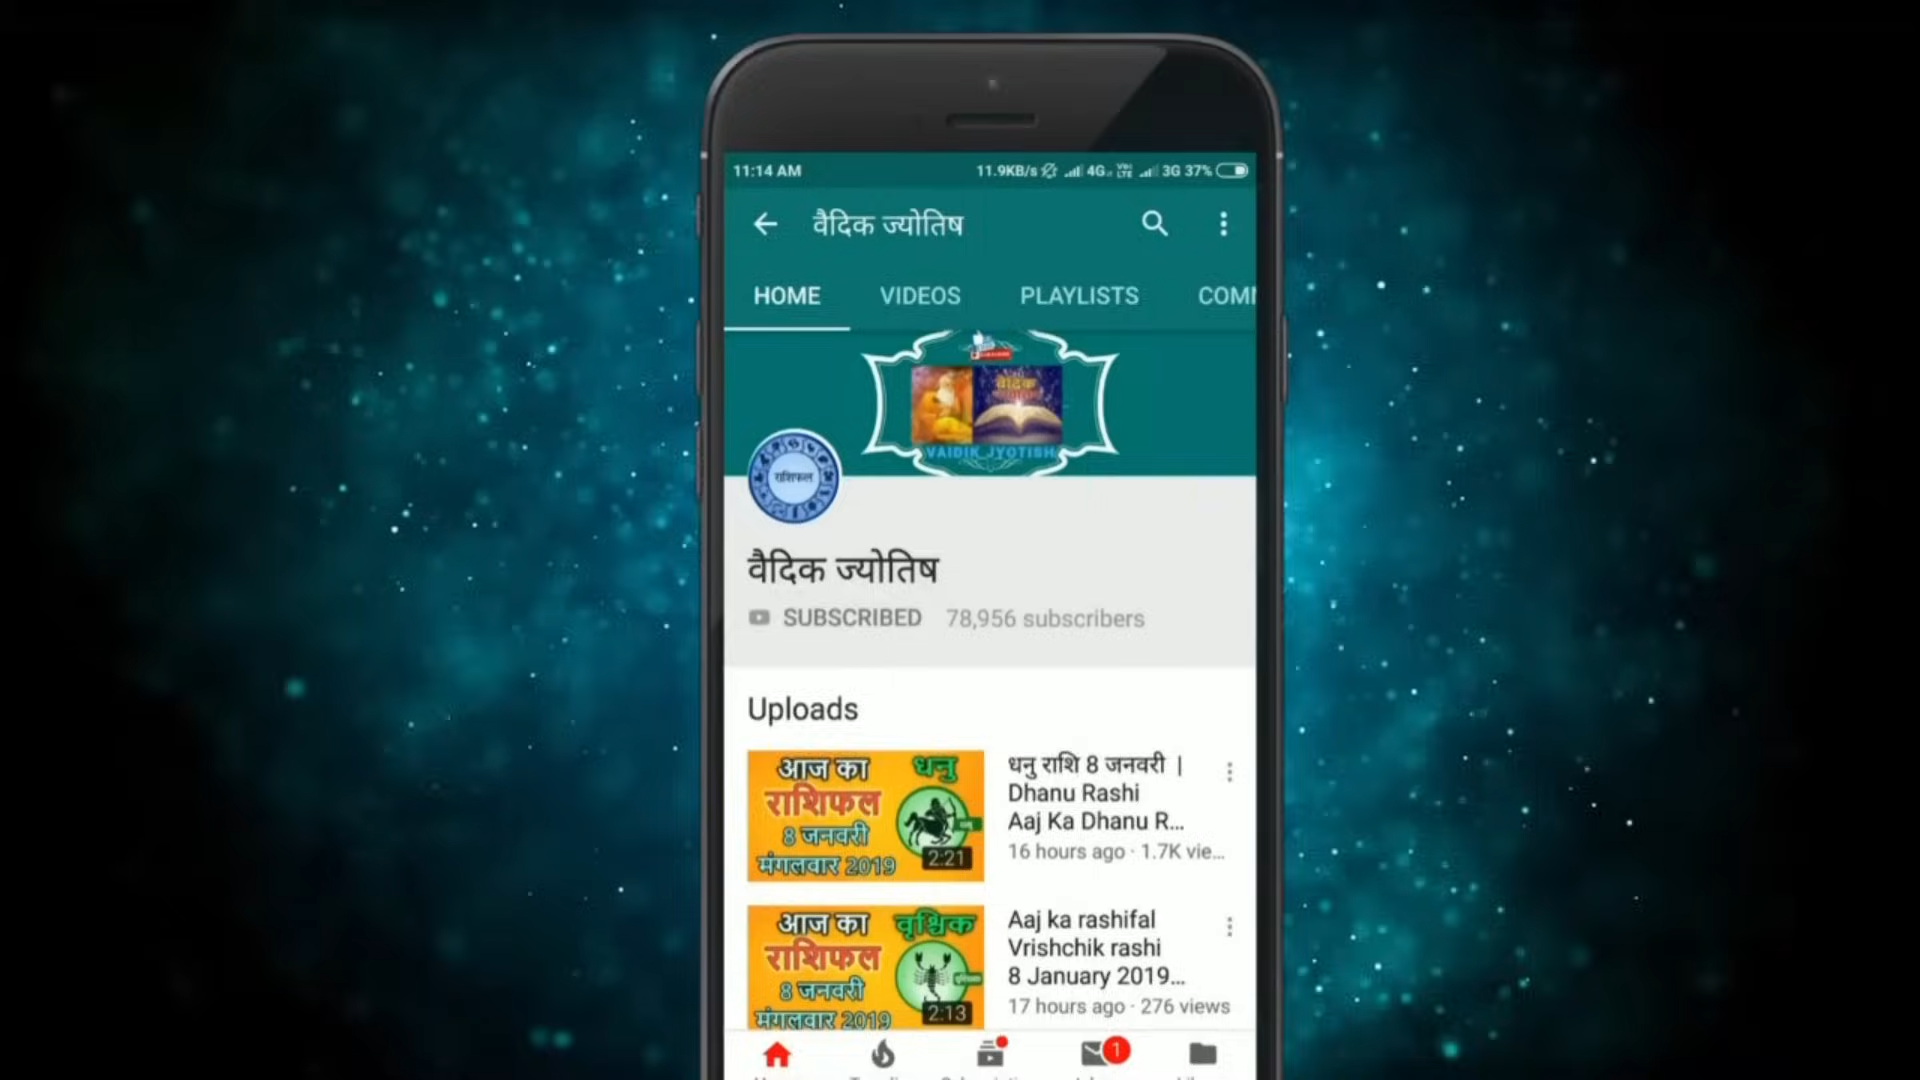 11:14 AM 11.9KB/s 4G VoLTE 3G 37%
वैदिक ज्योतिष
HOME VIDEOS PLAYLISTS COMM
वैदिक
VAIDIK JYOTISH
राशिफल
वैदिक ज्योतिष
SUBSCRIBED 78,956 subscribers
Uploads
आज का धनु
राशिफल
8 जनवरी
मंगलवार 2019
2:21
धनु राशि 8 जनवरी |
Dhanu Rashi
Aaj Ka Dhanu R...
16 hours ago · 1.7K vie...
आज का वृश्चिक
राशिफल
8 जनवरी
मंगलवार 2019
2:13
Aaj ka rashifal
Vrishchik rashi
8 January 2019...
17 hours ago · 276 views
1